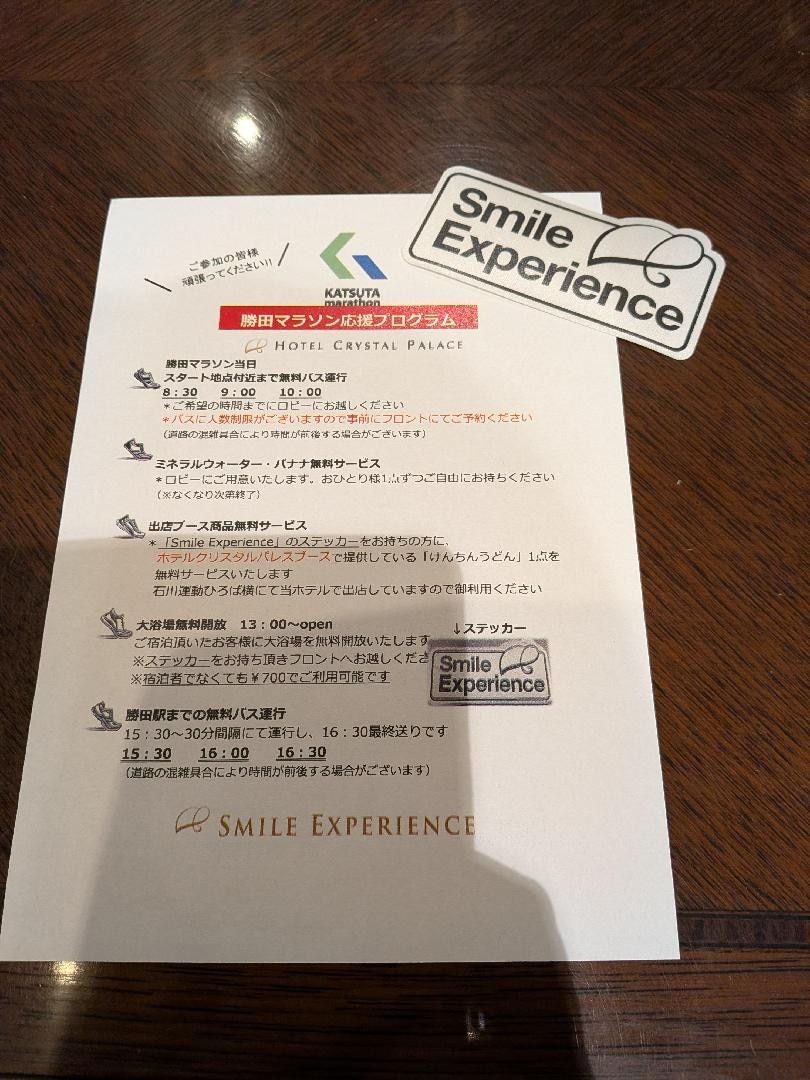 Smile
Experience
ご参加の皆様
頑張ってください!!
KATSUTA
marathon
勝田マラソン応援プログラム
HOTEL CRYSTAL PALACE
勝田マラソン当日
スタート地点付近まで無料バス運行
8：30　9：00　10：00
＊ご希望の時間までにロビーにお越しください
＊バスに人数制限がございますので事前にフロントにてご予約ください
（道路の混雑具合により時間が前後する場合がございます）
ミネラルウォーター・バナナ無料サービス
＊ロビーにご用意いたします。おひとり様1点ずつご自由にお持ちください
（※なくなり次第終了）
出店ブース商品無料サービス
＊「Smile Experience」のステッカーをお持ちの方に、
ホテルクリスタルパレスブースで提供している「けんちんうどん」1点を
無料サービスいたします
石川運動ひろば横にて当ホテルで出店していますので御利用ください
大浴場無料開放　13：00～open
ご宿泊頂いたお客様に大浴場を無料開放いたします
※ステッカーをお持ち頂きフロントへお越しくださ
※宿泊者でなくても￥700でご利用可能です
↓ステッカー
Smile
Experience
勝田駅までの無料バス運行
15：30～30分間隔にて運行し、16：30最終送りです
15：30　16：00　16：30
（道路の混雑具合により時間が前後する場合がございます）
SMILE EXPERIENCE